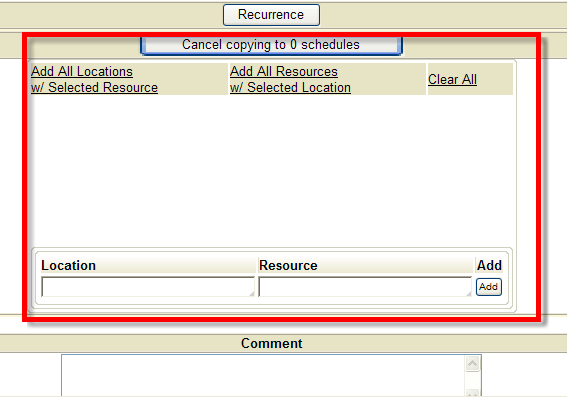 Recurrence
Cancel copying to 0 schedules
Add All Locations
w/ Selected Resource
Add All Resources
w/ Selected Location
Clear All
Location Resource Add
Add
Comment